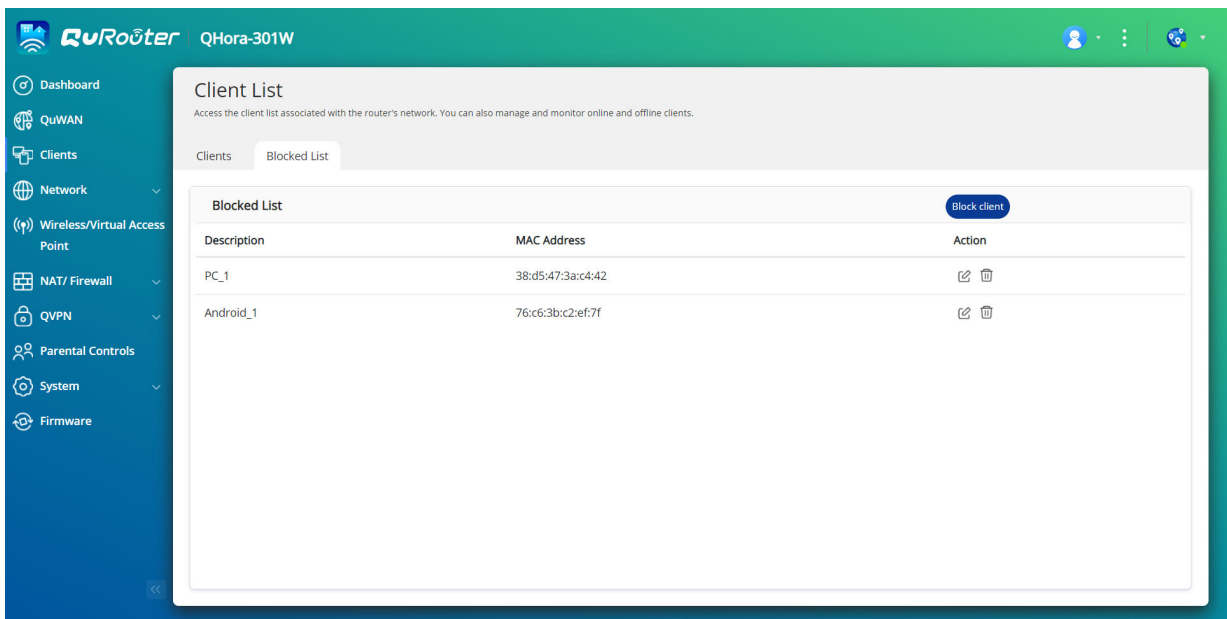 QuRouter QHora-301W
Dashboard
QuWAN
Clients
Network
Wireless/Virtual Access
Point
NAT/ Firewall
QVPN
Parental Controls
System
Firmware
Client List
Access the client list associated with the router's network. You can also manage and monitor online and offline clients.
Clients Blocked List
Blocked List Block client
Description MAC Address Action
PC_1 38:d5:47:3a:c4:42
Android_1 76:c6:3b:c2:ef:7f